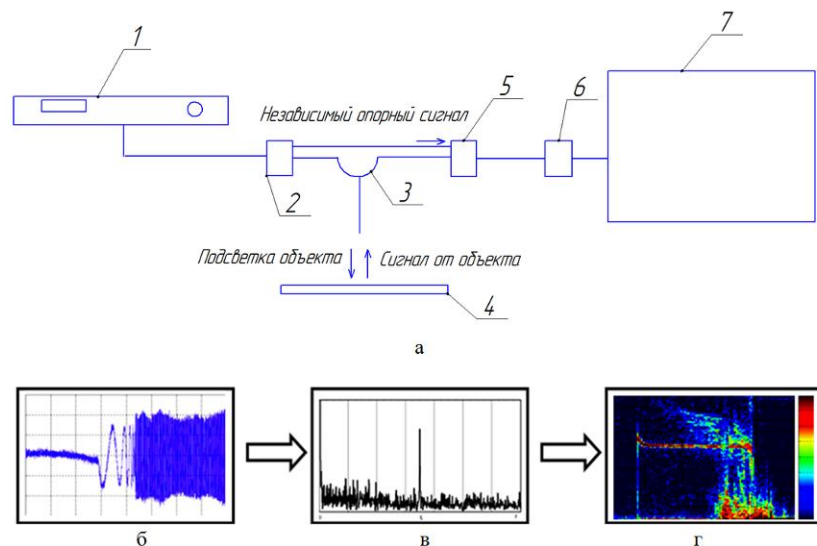 1
7
5
6
Независимый опорный сигнал
2
3
Подсветка объекта
Сигнал от объекта
4
а
б
в
г